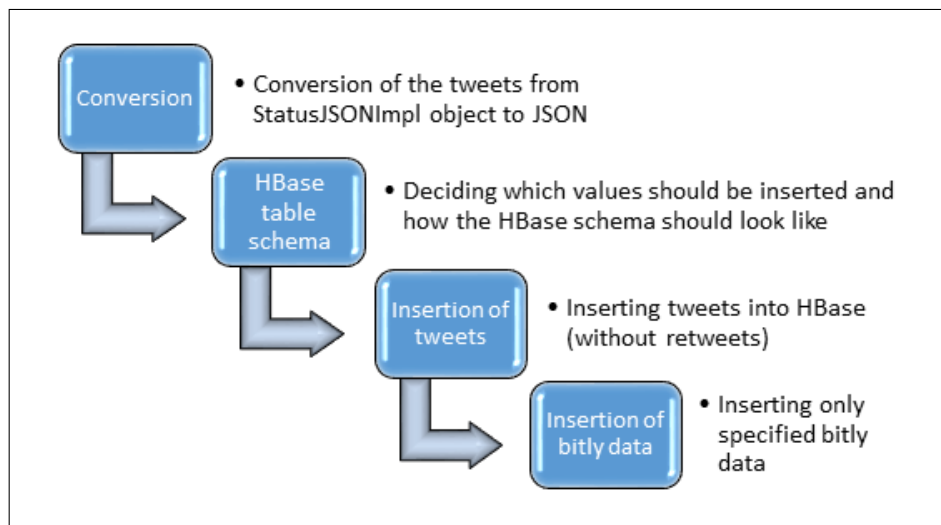 Conversion
• Conversion of the tweets from
StatusJSONImpl object to JSON
HBase
table
schema
• Deciding which values should be inserted and
how the HBase schema should look like
Insertion of
tweets
• Inserting tweets into HBase
(without retweets)
Insertion of
bitly data
• Inserting only
specified bitly
data